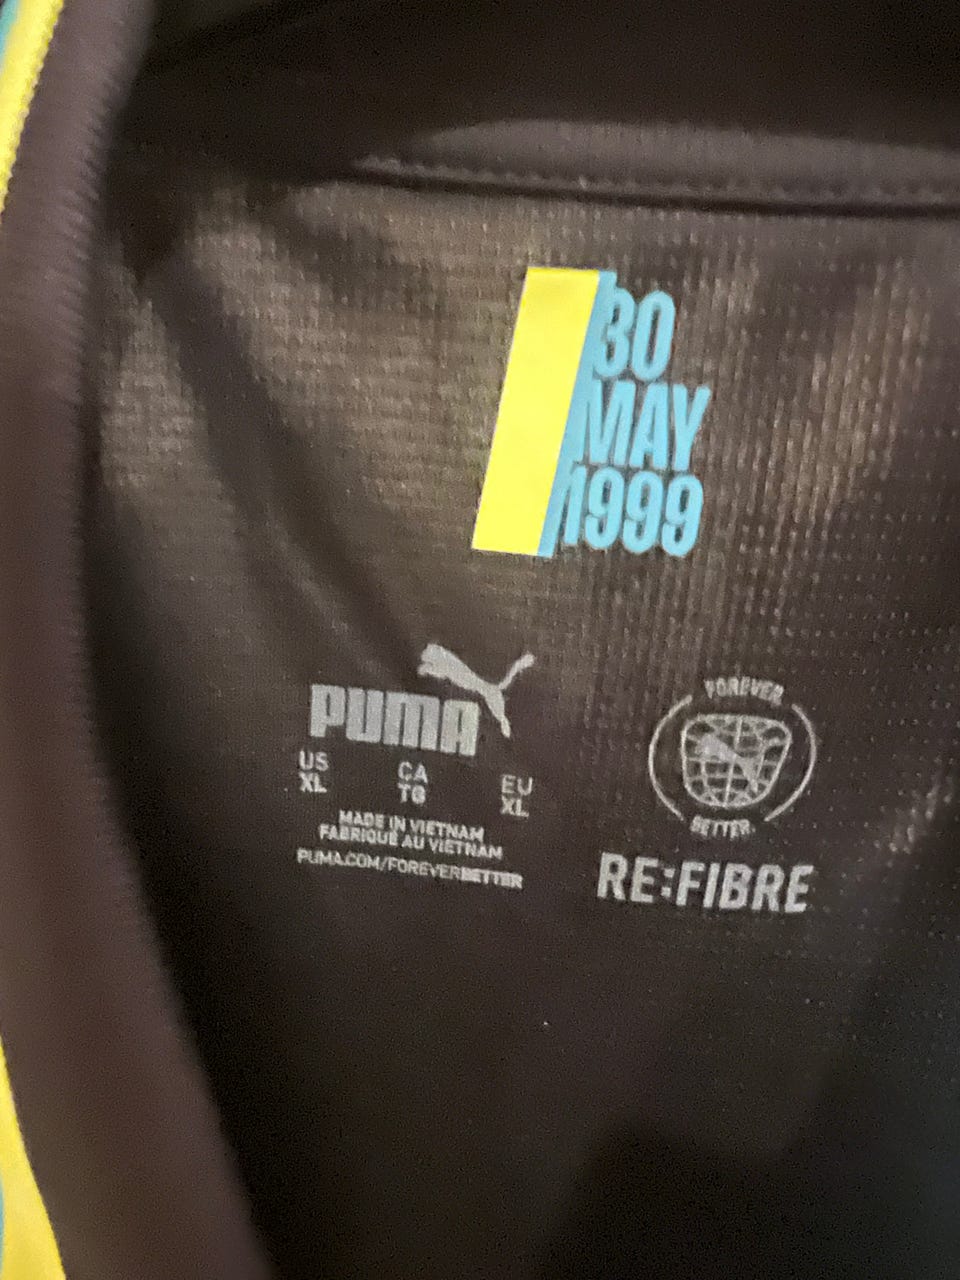 30
MAY
1999
PUMA
US CA EU
XL TG XL
MADE IN VIETNAM
FABRIQUÉ AU VIETNAM
PUMA.COM/FOREVERBETTER
FOREVER.
BETTER.
RE:FIBRE